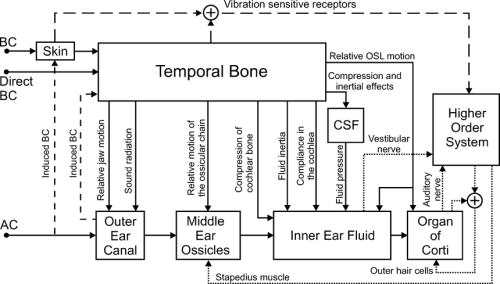 Vibration sensitive receptors
BC
Skin
Direct
BC
Temporal Bone
Relative OSL motion
Compression and
inertial effects
CSF
Higher
Order
System
Vestibular
nerve
Induced BC
Induced BC
Relative jaw motion
Sound radiation
Relative motion of
the ossicular chain
Compression of
cochlear bone
Fluid inertia
Compliance in
the cochlea
Fluid pressure
Auditory
nerve
AC
Outer
Ear
Canal
Middle
Ear
Ossicles
Inner Ear Fluid
Organ
of
Corti
Outer hair cells
Stapedius muscle